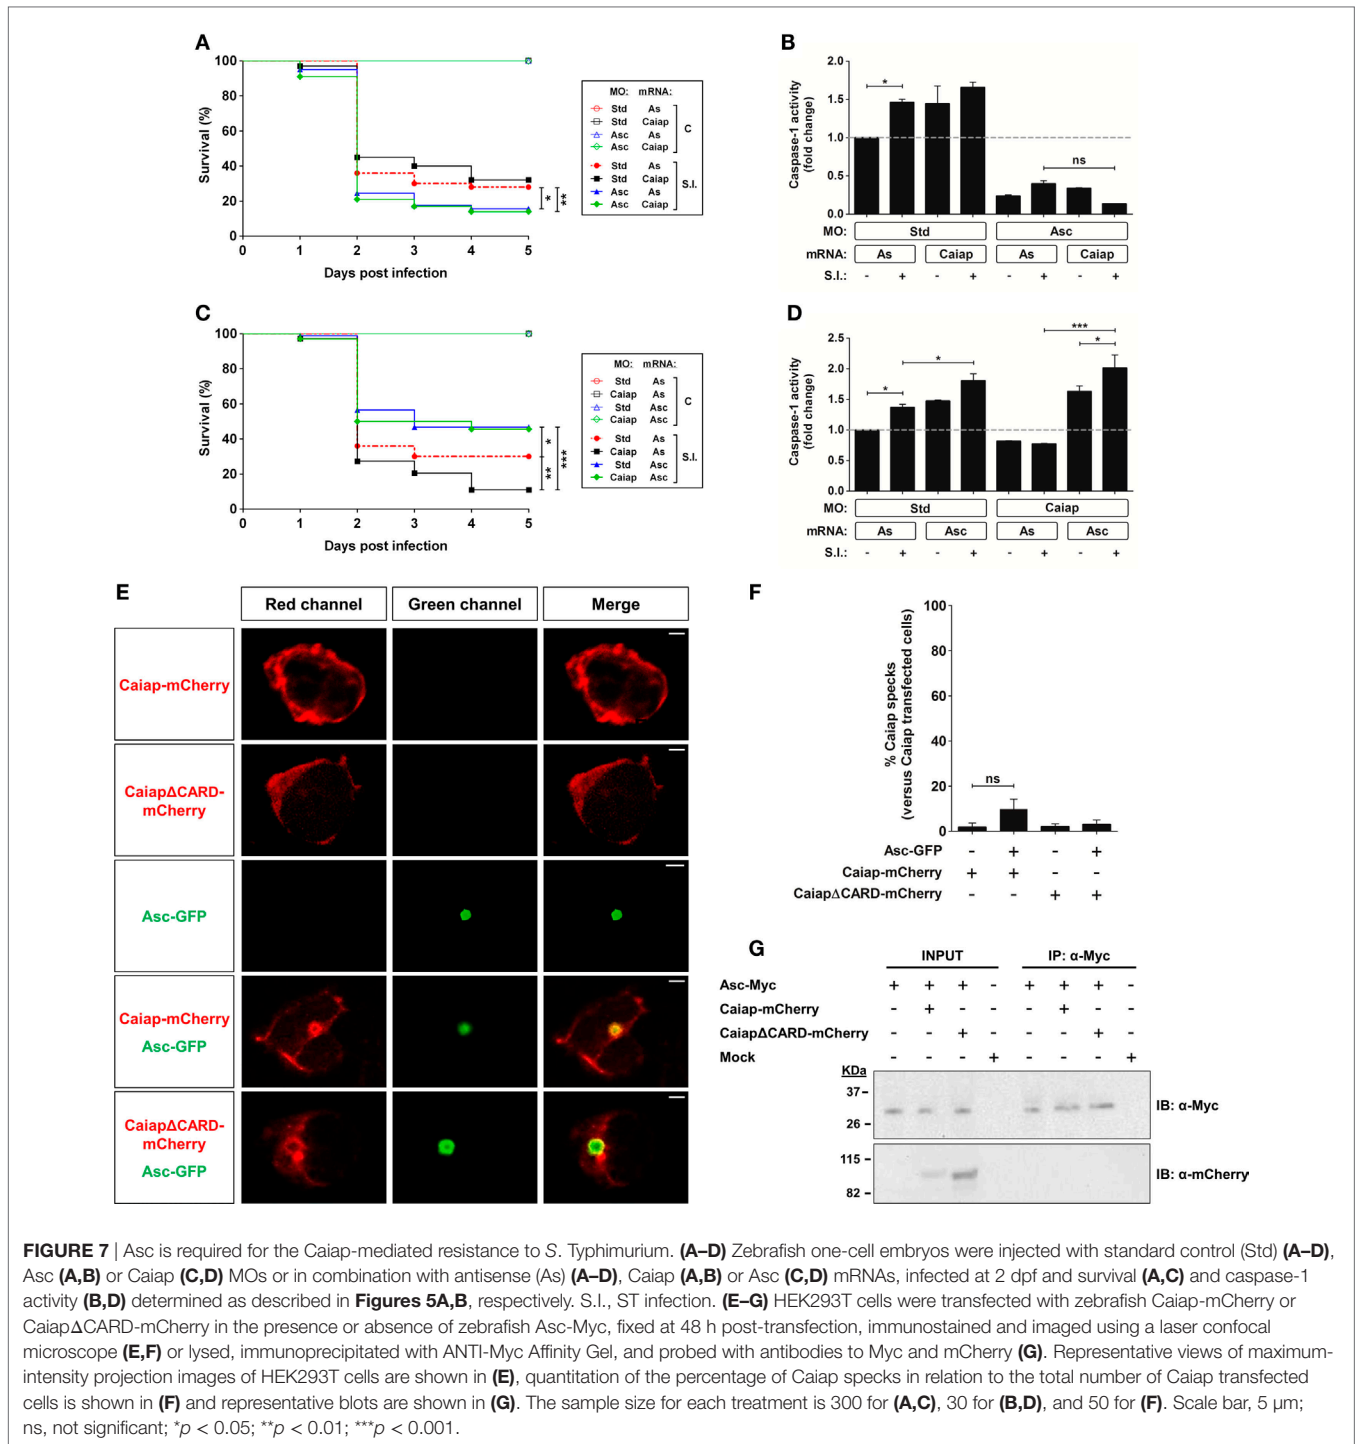 A
100
80
60
40
20
0
Survival (%)
0 1 2 3 4 5
Days post infection
MO: mRNA:
Std As
Std Caiap
Asc As
Asc Caiap
C
Std As
Std Caiap
Asc As
Asc Caiap
S.I.
*
**
B
2.0
1.5
1.0
0.5
0.0
Caspase-1 activity
(fold change)
*
ns
MO: Std Asc
mRNA: As Caiap As Caiap
S.I.: - + - + - + - +
C
100
80
60
40
20
0
Survival (%)
0 1 2 3 4 5
Days post infection
MO: mRNA:
Std As
Caiap As
Std Asc
Caiap Asc
C
Std As
Caiap As
Std Asc
Caiap Asc
S.I.
*
**
***
D
2.5
2.0
1.5
1.0
0.5
0.0
Caspase-1 activity
(fold change)
*
*
***
*
MO: Std Caiap
mRNA: As Asc As Asc
S.I.: - + - + - + - +
E
Red channel Green channel Merge
Caiap-mCherry
CaiapΔCARD-
mCherry
Asc-GFP
Caiap-mCherry
Asc-GFP
CaiapΔCARD-
mCherry
Asc-GFP
F
100
80
60
40
20
0
% Caiap specks
(versus Caiap transfected cells)
ns
Asc-GFP - + - +
Caiap-mCherry + + - -
CaiapΔCARD-mCherry - - + +
G
INPUT IP: α-Myc
Asc-Myc + + + - + + + -
Caiap-mCherry - + - - - + - -
CaiapΔCARD-mCherry - - + - - - + -
Mock - - - + - - - +
KDa
37
26
IB: α-Myc
115
82
IB: α-mCherry
FIGURE 7 | Asc is required for the Caiap-mediated resistance to S. Typhimurium. (A–D) Zebrafish one-cell embryos were injected with standard control (Std) (A–D),
Asc (A,B) or Caiap (C,D) MOs or in combination with antisense (As) (A–D), Caiap (A,B) or Asc (C,D) mRNAs, infected at 2 dpf and survival (A,C) and caspase-1
activity (B,D) determined as described in Figures 5A,B, respectively. S.I., ST infection. (E–G) HEK293T cells were transfected with zebrafish Caiap-mCherry or
CaiapΔCARD-mCherry in the presence or absence of zebrafish Asc-Myc, fixed at 48 h post-transfection, immunostained and imaged using a laser confocal
microscope (E,F) or lysed, immunoprecipitated with ANTI-Myc Affinity Gel, and probed with antibodies to Myc and mCherry (G). Representative views of maximum-
intensity projection images of HEK293T cells are shown in (E), quantitation of the percentage of Caiap specks in relation to the total number of Caiap transfected
cells is shown in (F) and representative blots are shown in (G). The sample size for each treatment is 300 for (A,C), 30 for (B,D), and 50 for (F). Scale bar, 5 μm;
ns, not significant; *p < 0.05; **p < 0.01; ***p < 0.001.